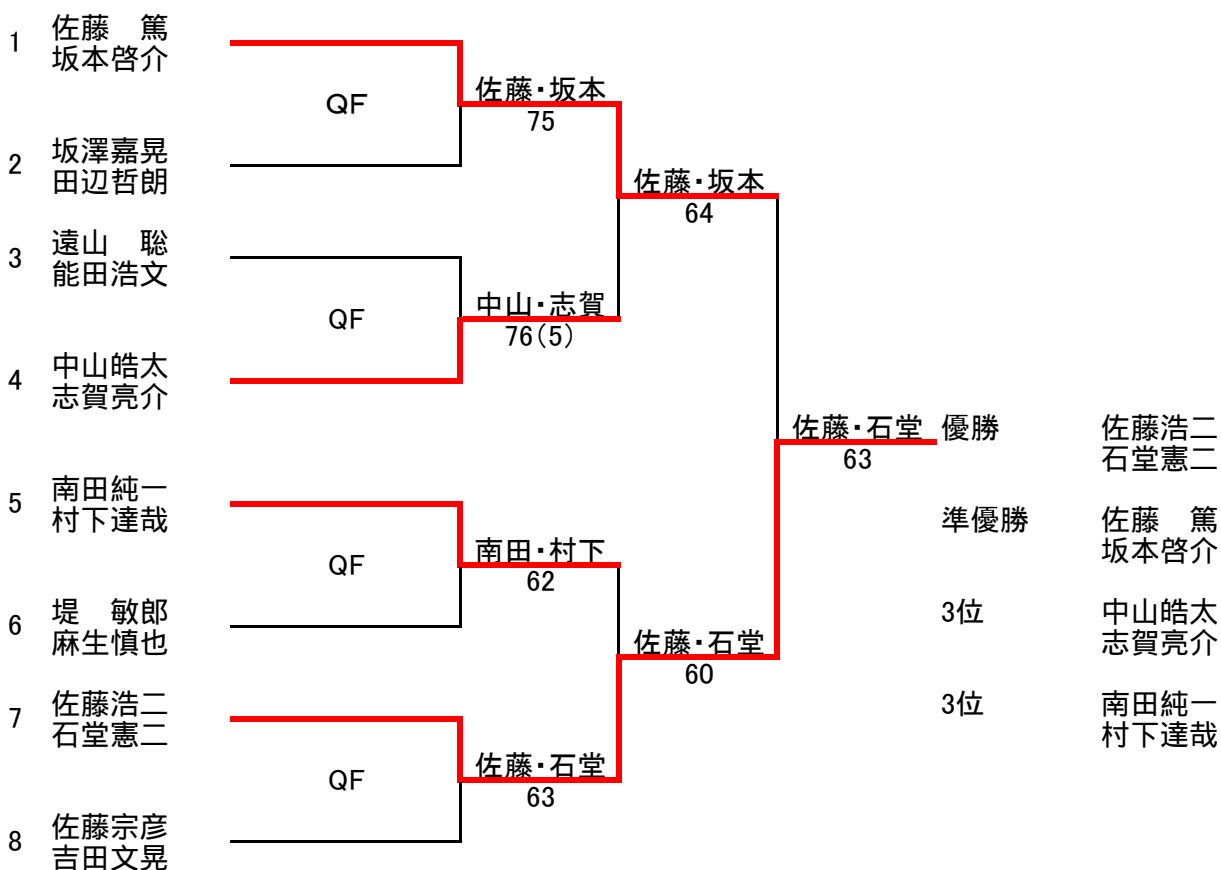 1
佐藤　篤
坂本啓介
QF
佐藤・坂本
75
2
坂澤嘉晃
田辺哲朗
佐藤・坂本
64
3
遠山　聡
能田浩文
QF
中山・志賀
76(5)
4
中山皓太
志賀亮介
佐藤・石堂
63
優勝
佐藤浩二
石堂憲二
5
南田純一
村下達哉
準優勝
佐藤　篤
坂本啓介
QF
南田・村下
62
6
堤　敏郎
麻生慎也
佐藤・石堂
60
3位
中山皓太
志賀亮介
7
佐藤浩二
石堂憲二
3位
南田純一
村下達哉
QF
佐藤・石堂
63
8
佐藤宗彦
吉田文晃